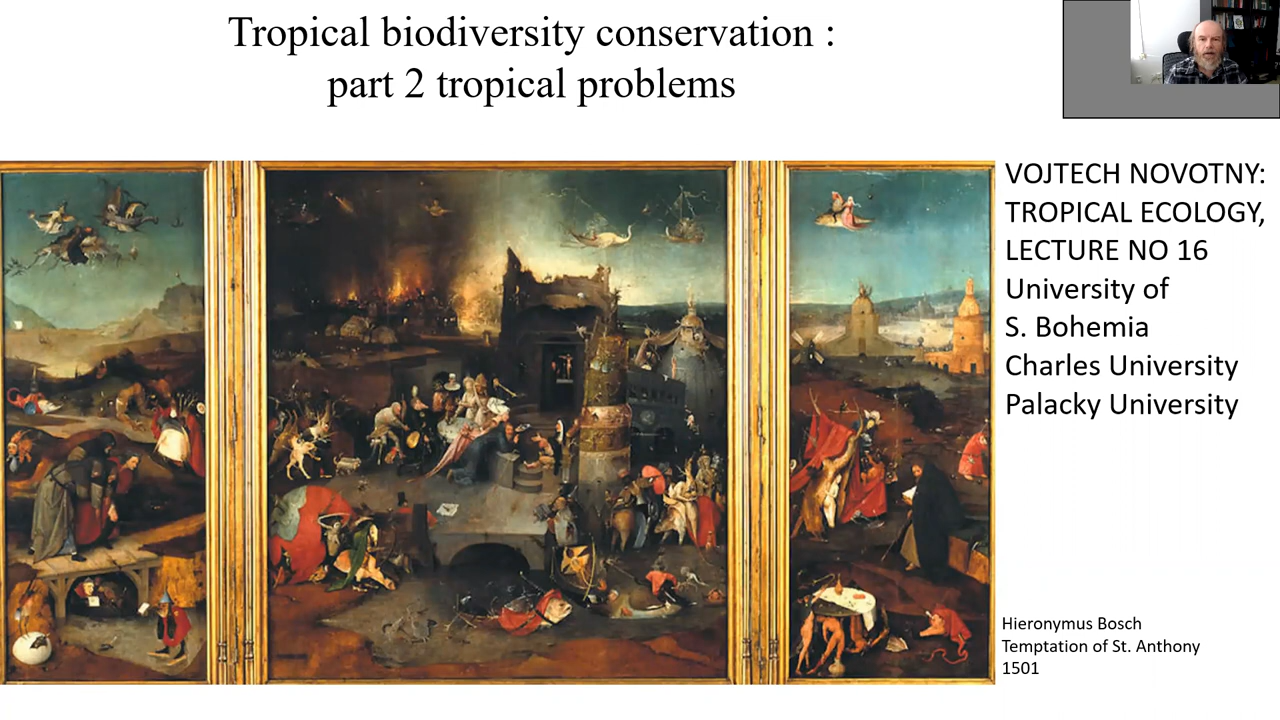 Tropical biodiversity conservation :
part 2 tropical problems
VOJTECH NOVOTNY:
TROPICAL ECOLOGY,
LECTURE NO 16
University of
S. Bohemia
Charles University
Palacky University
Hieronymus Bosch
Temptation of St. Anthony
1501